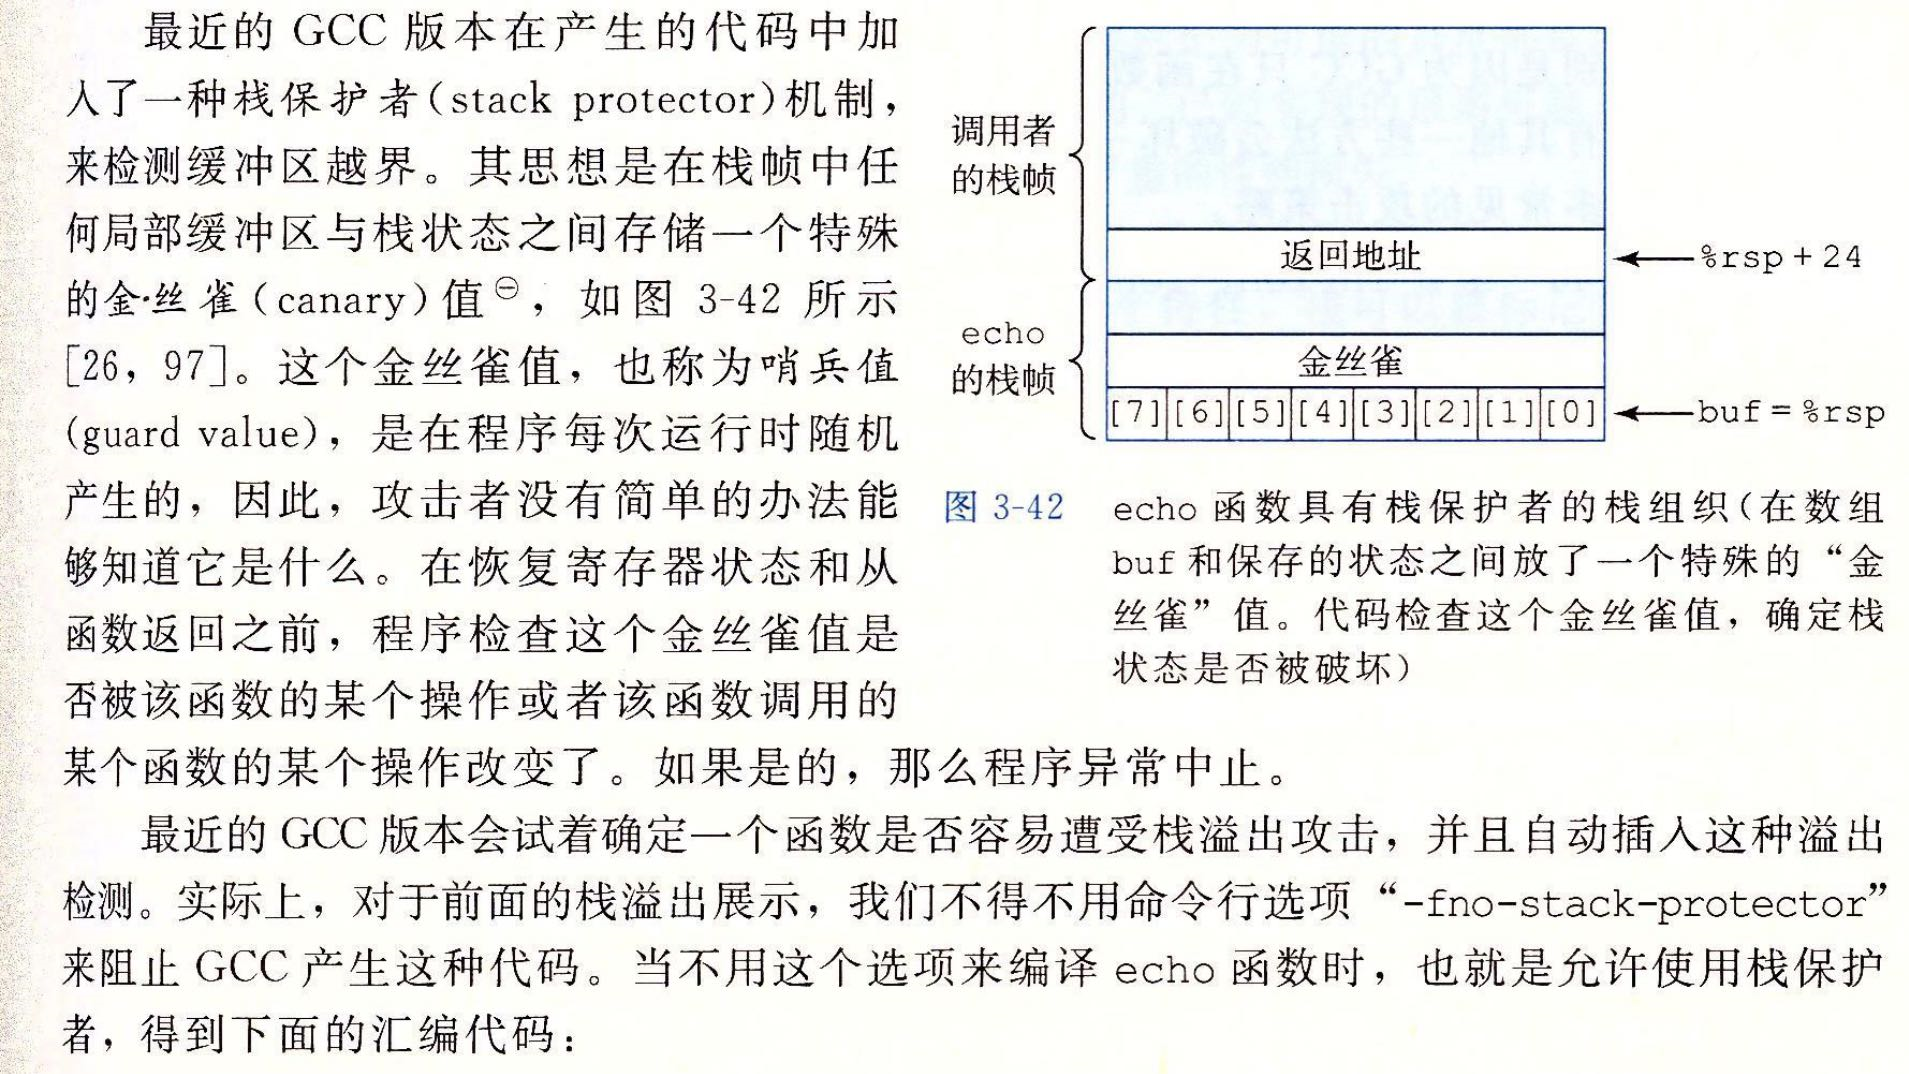 最近的 GCC 版本在产生的代码中加
入了一种栈保护者(stack protector)机制，
来检测缓冲区越界。其思想是在栈帧中任
何局部缓冲区与栈状态之间存储一个特殊
的金丝雀(canary)值㊀，如图 3-42 所示
[26，97]。这个金丝雀值，也称为哨兵值
(guard value)，是在程序每次运行时随机
产生的，因此，攻击者没有简单的办法能
够知道它是什么。在恢复寄存器状态和从
函数返回之前，程序检查这个金丝雀值是
否被该函数的某个操作或者该函数调用的
某个函数的某个操作改变了。如果是的，那么程序异常中止。
调用者
的栈帧
返回地址
%rsp+24
echo
的栈帧
金丝雀
[7][6][5][4][3][2][1][0]
buf=%rsp
图 3-42 echo 函数具有栈保护者的栈组织(在数组
buf 和保存的状态之间放了一个特殊的“金
丝雀”值。代码检查这个金丝雀值，确定栈
状态是否被破坏)
最近的 GCC 版本会试着确定一个函数是否容易遭受栈溢出攻击，并且自动插入这种溢出
检测。实际上，对于前面的栈溢出展示，我们不得不用命令行选项“-fno-stack-protector”
来阻止 GCC 产生这种代码。当不用这个选项来编译 echo 函数时，也就是允许使用栈保护
者，得到下面的汇编代码：